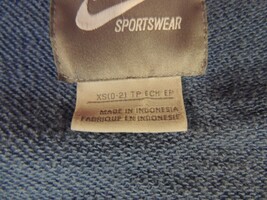 SPORTSWEAR
XS(0-2) TP ECH EP
MADE IN INDONESIA
FABRIQUE EN INDONESIE